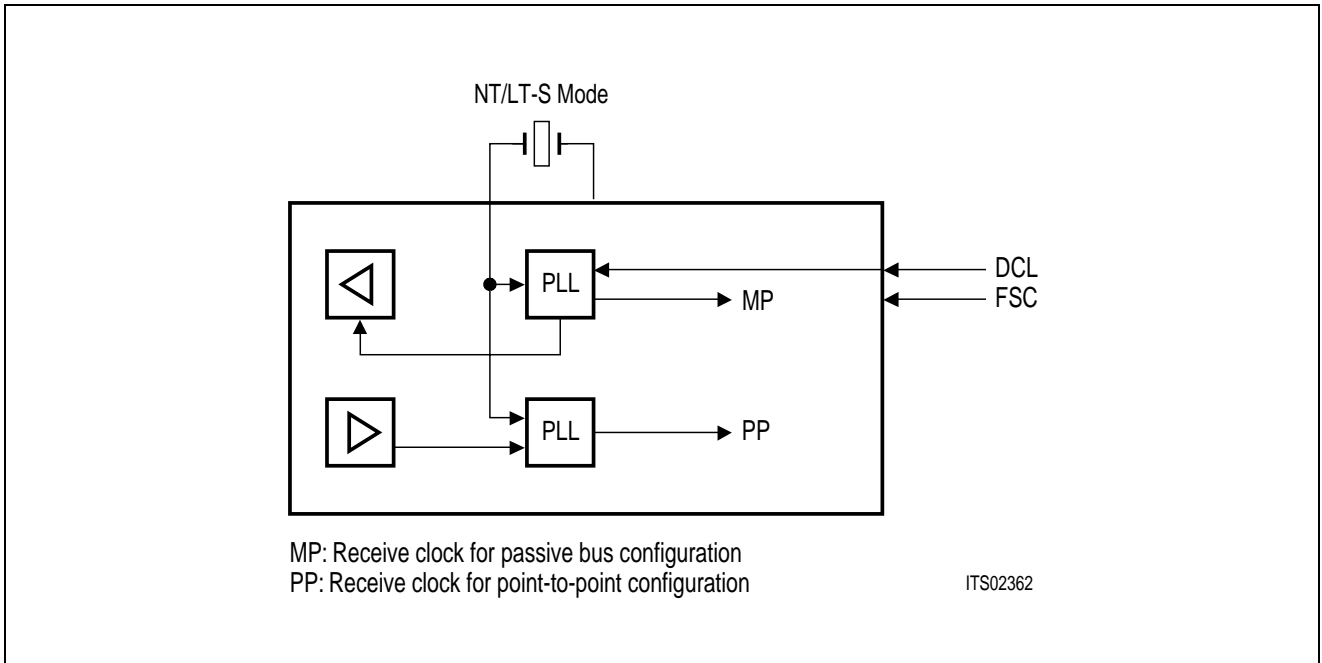 NT/LT-S Mode
PLL
DCL
MP
FSC
PLL
PP
MP: Receive clock for passive bus configuration
PP: Receive clock for point-to-point configuration
ITS02362